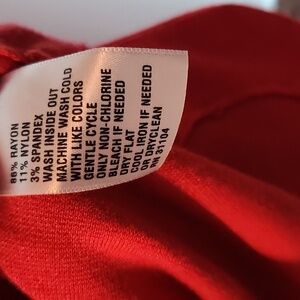 86% RAYON
11% NYLON
3% SPANDEX
WASH INSIDE OUT
MACHINE WASH COLD
WITH LIKE COLORS
GENTLE CYCLE
ONLY NON-CHLORINE
BLEACH IF NEEDED
DRY FLAT
COOL IRON IF NEEDED
OR DRYCLEAN
RN 31104